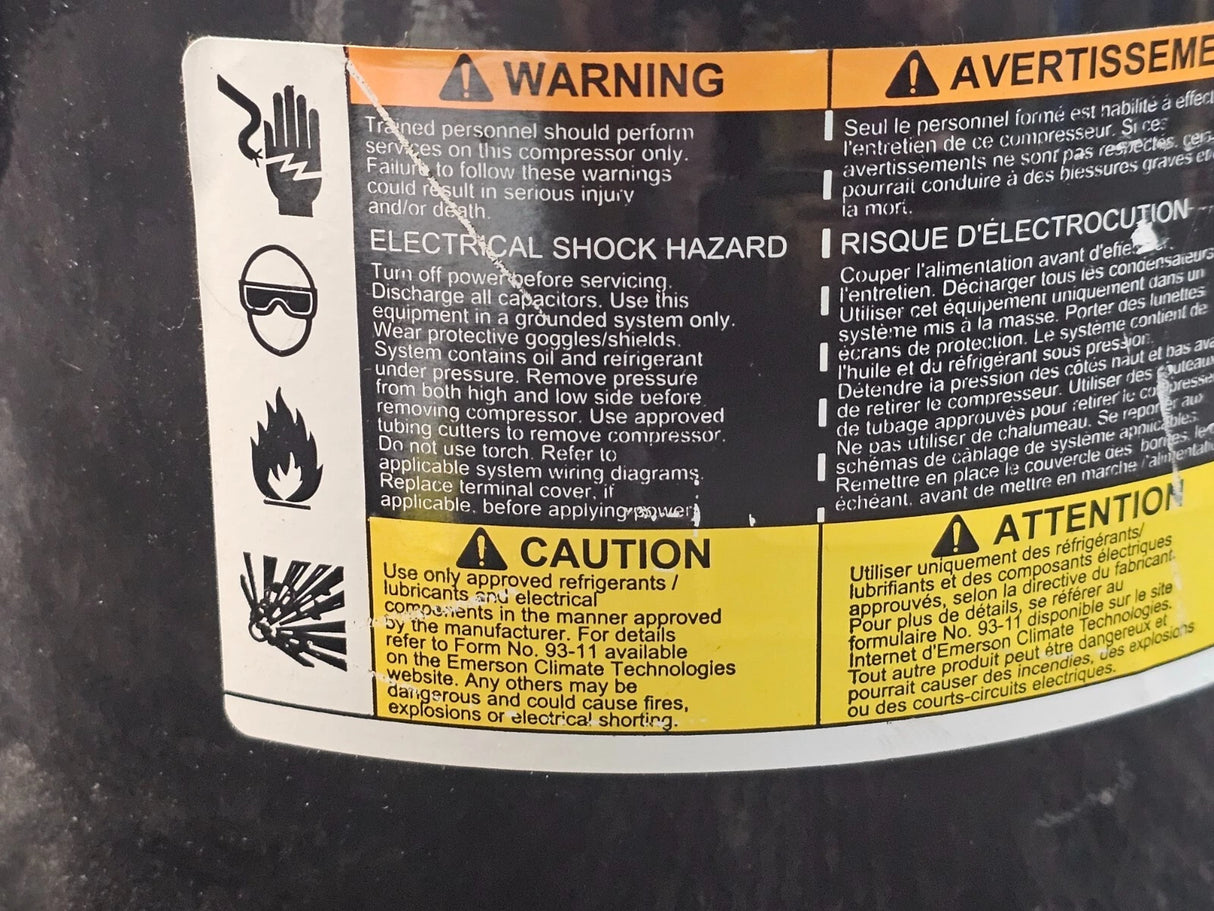 WARNING
Trained personnel should perform
services on this compressor only.
Failure to follow these warnings
could result in serious injury
and/or death.
ELECTRICAL SHOCK HAZARD
Turn off power before servicing.
Discharge all capacitors. Use this
equipment in a grounded system only.
Wear protective goggles/shields.
System contains oil and refrigerant
under pressure. Remove pressure
from both high and low side before
removing compressor. Use approved
tubing cutters to remove compressor.
Do not use torch. Refer to
applicable system wiring diagrams.
Replace terminal cover, if
applicable, before applying power.
CAUTION
Use only approved refrigerants /
lubricants and electrical
components in the manner approved
by the manufacturer. For details
refer to Form No. 93-11 available
on the Emerson Climate Technologies
website. Any others may be
dangerous and could cause fires,
explosions or electrical shorting.
AVERTISSEME
Seul le personnel formé est habilité à effect
l'entretien de ce compresseur. Si ces
avertissements ne sont pas respectés, cela
pourrait conduire à des blessures graves et
la mort.
RISQUE D'ÉLECTROCUTION
Couper l'alimentation avant d'effectuer
l'entretien. Décharger tous les condensateurs
Utiliser cet équipement uniquement dans un
système mis à la masse. Porter des lunettes
écrans de protection. Le système contient de
l'huile et du réfrigérant sous pression.
Détendre la pression des côtés haut et bas ava
de retirer le compresseur. Utiliser des couteaux
de tubage approuvés pour retirer le compresse
Ne pas utiliser de chalumeau. Se reporter aux
schémas de câblage de système applicables.
Remettre en place le couvercle des bornes, le
échéant, avant de mettre en marche l'alimentati
ATTENTION
Utiliser uniquement des réfrigérants/
lubrifiants et des composants électriques
approuvés, selon la directive du fabricant.
Pour plus de détails, se référer au
formulaire No. 93-11 disponible sur le site
Internet d'Emerson Climate Technologies.
Tout autre produit peut être dangereux et
pourrait causer des incendies, des explosions
ou des courts-circuits électriques.